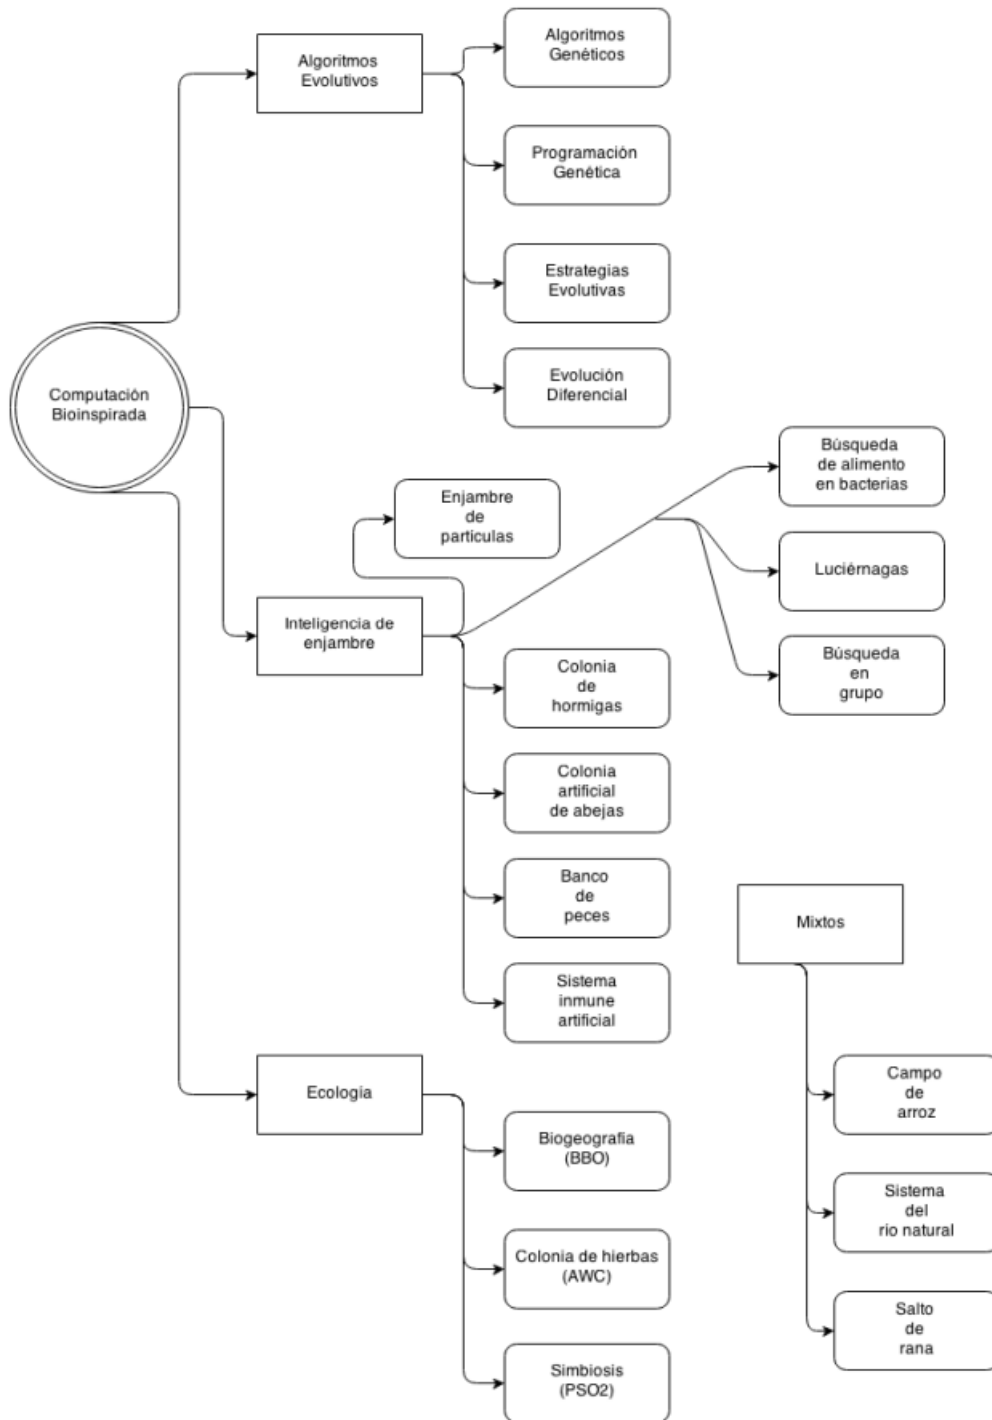 Algoritmos
Evolutivos
Algoritmos
Genéticos
Programación
Genética
Estrategias
Evolutivas
Evolución
Diferencial
Computación
Bioinspirada
Enjambre
de
particulas
Búsqueda
de alimento
en bacterias
Luciérnagas
Búsqueda
en
grupo
Inteligencia de
enjambre
Colonia
de
hormigas
Colonia
artificial
de abejas
Banco
de
peces
Sistema
inmune
artificial
Mixtos
Campo
de
arroz
Sistema
del
rio natural
Salto
de
rana
Ecología
Biogeografía
(BBO)
Colonia de hierbas
(AWC)
Simbiosis
(PSO2)